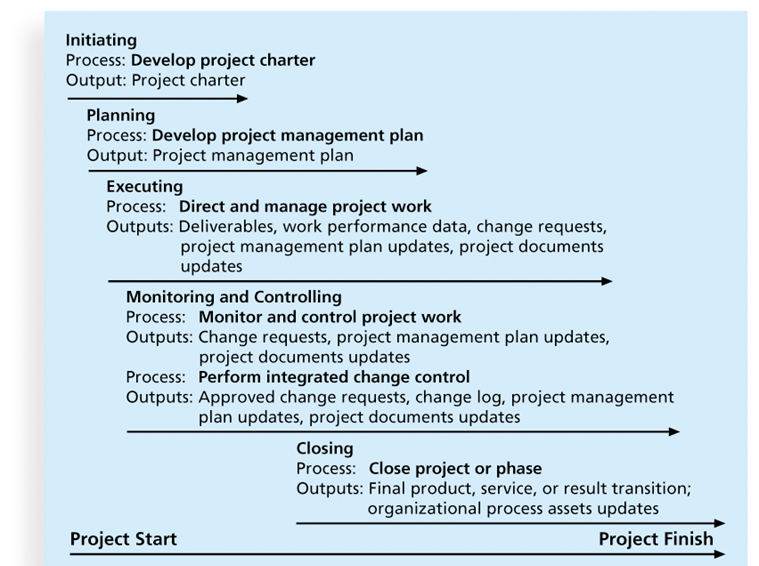 Initiating
Process: Develop project charter
Output: Project charter
Planning
Process: Develop project management plan
Output: Project management plan
Executing
Process: Direct and manage project work
Outputs: Deliverables, work performance data, change requests,
project management plan updates, project documents
updates
Monitoring and Controlling
Process: Monitor and control project work
Outputs: Change requests, project management plan updates,
project documents updates
Process: Perform integrated change control
Outputs: Approved change requests, change log, project management
plan updates, project documents updates
Closing
Process: Close project or phase
Outputs: Final product, service, or result transition;
organizational process assets updates
Project Start Project Finish